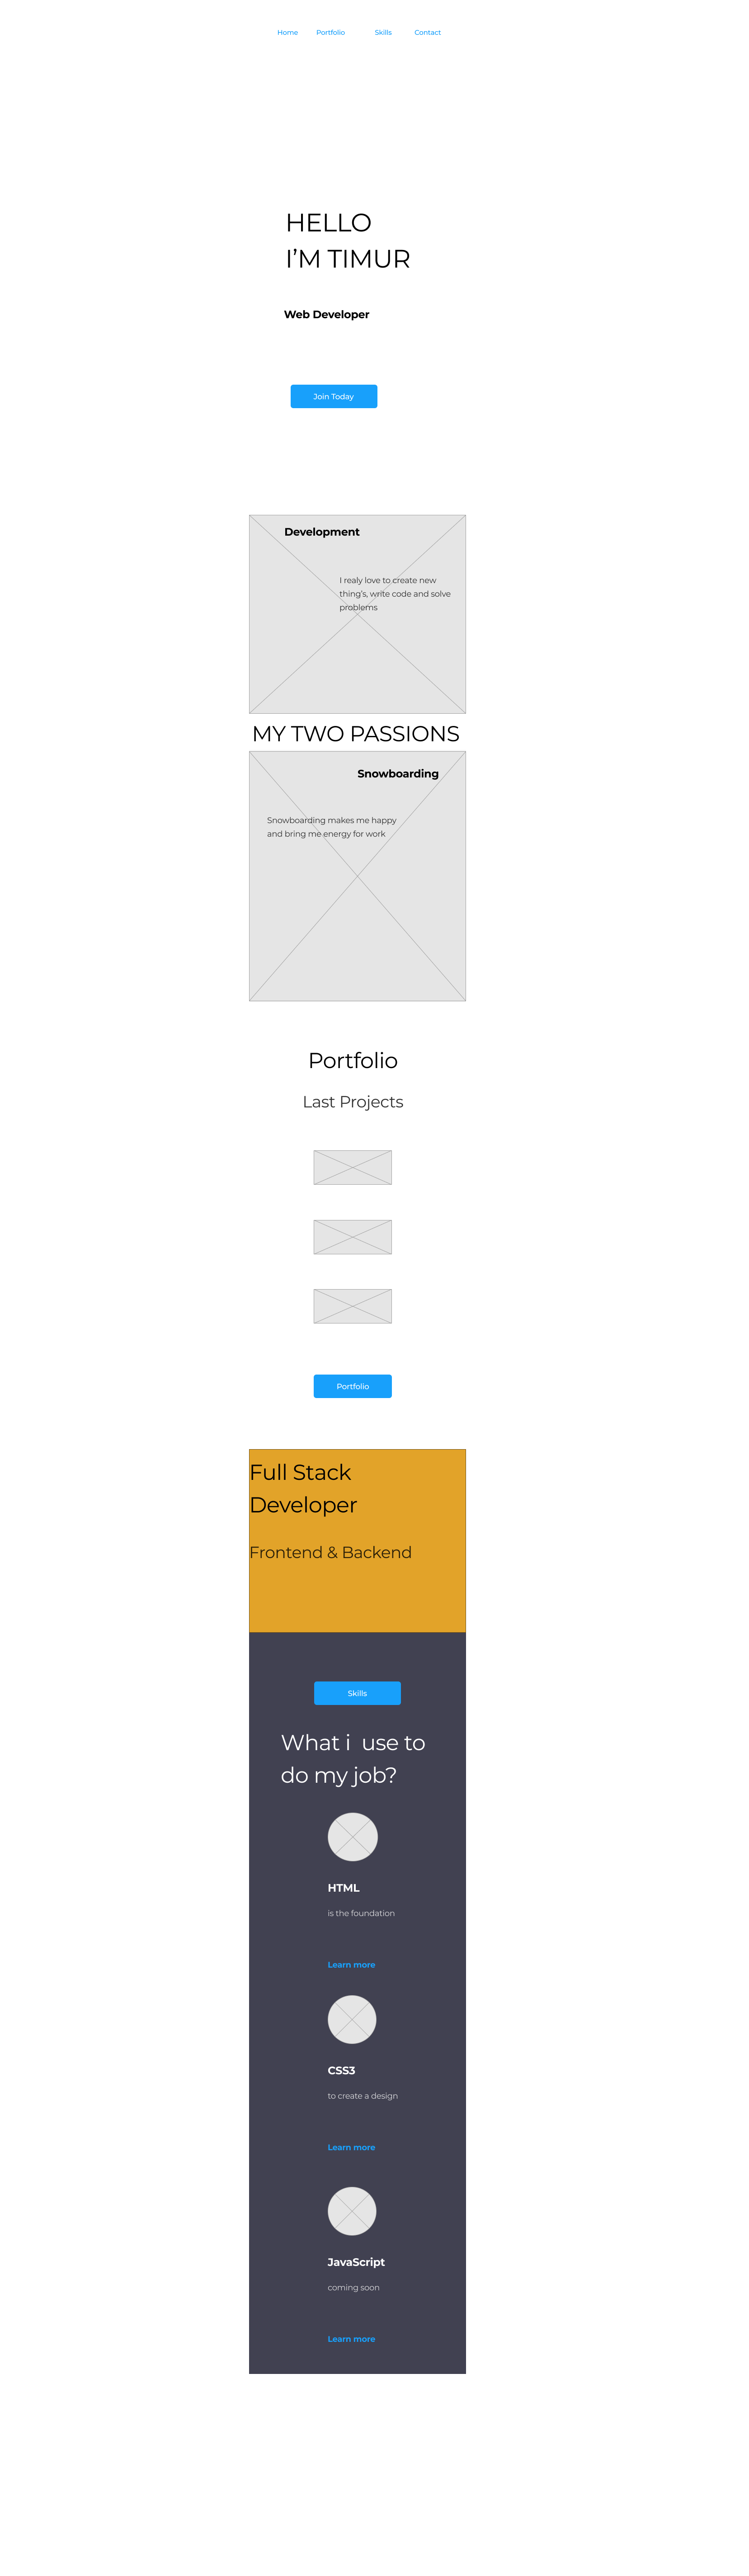 Home Portfolio Skills Contact
HELLO
I’M TIMUR
Web Developer
Join Today
Development
I realy love to create new
thing’s, write code and solve
problems
MY TWO PASSIONS
Snowboarding
Snowboarding makes me happy
and bring me energy for work
Portfolio
Last Projects
Portfolio
Full Stack
Developer
Frontend & Backend
Skills
What i  use to
do my job?
HTML
is the foundation
Learn more
CSS3
to create a design
Learn more
JavaScript
coming soon
Learn more